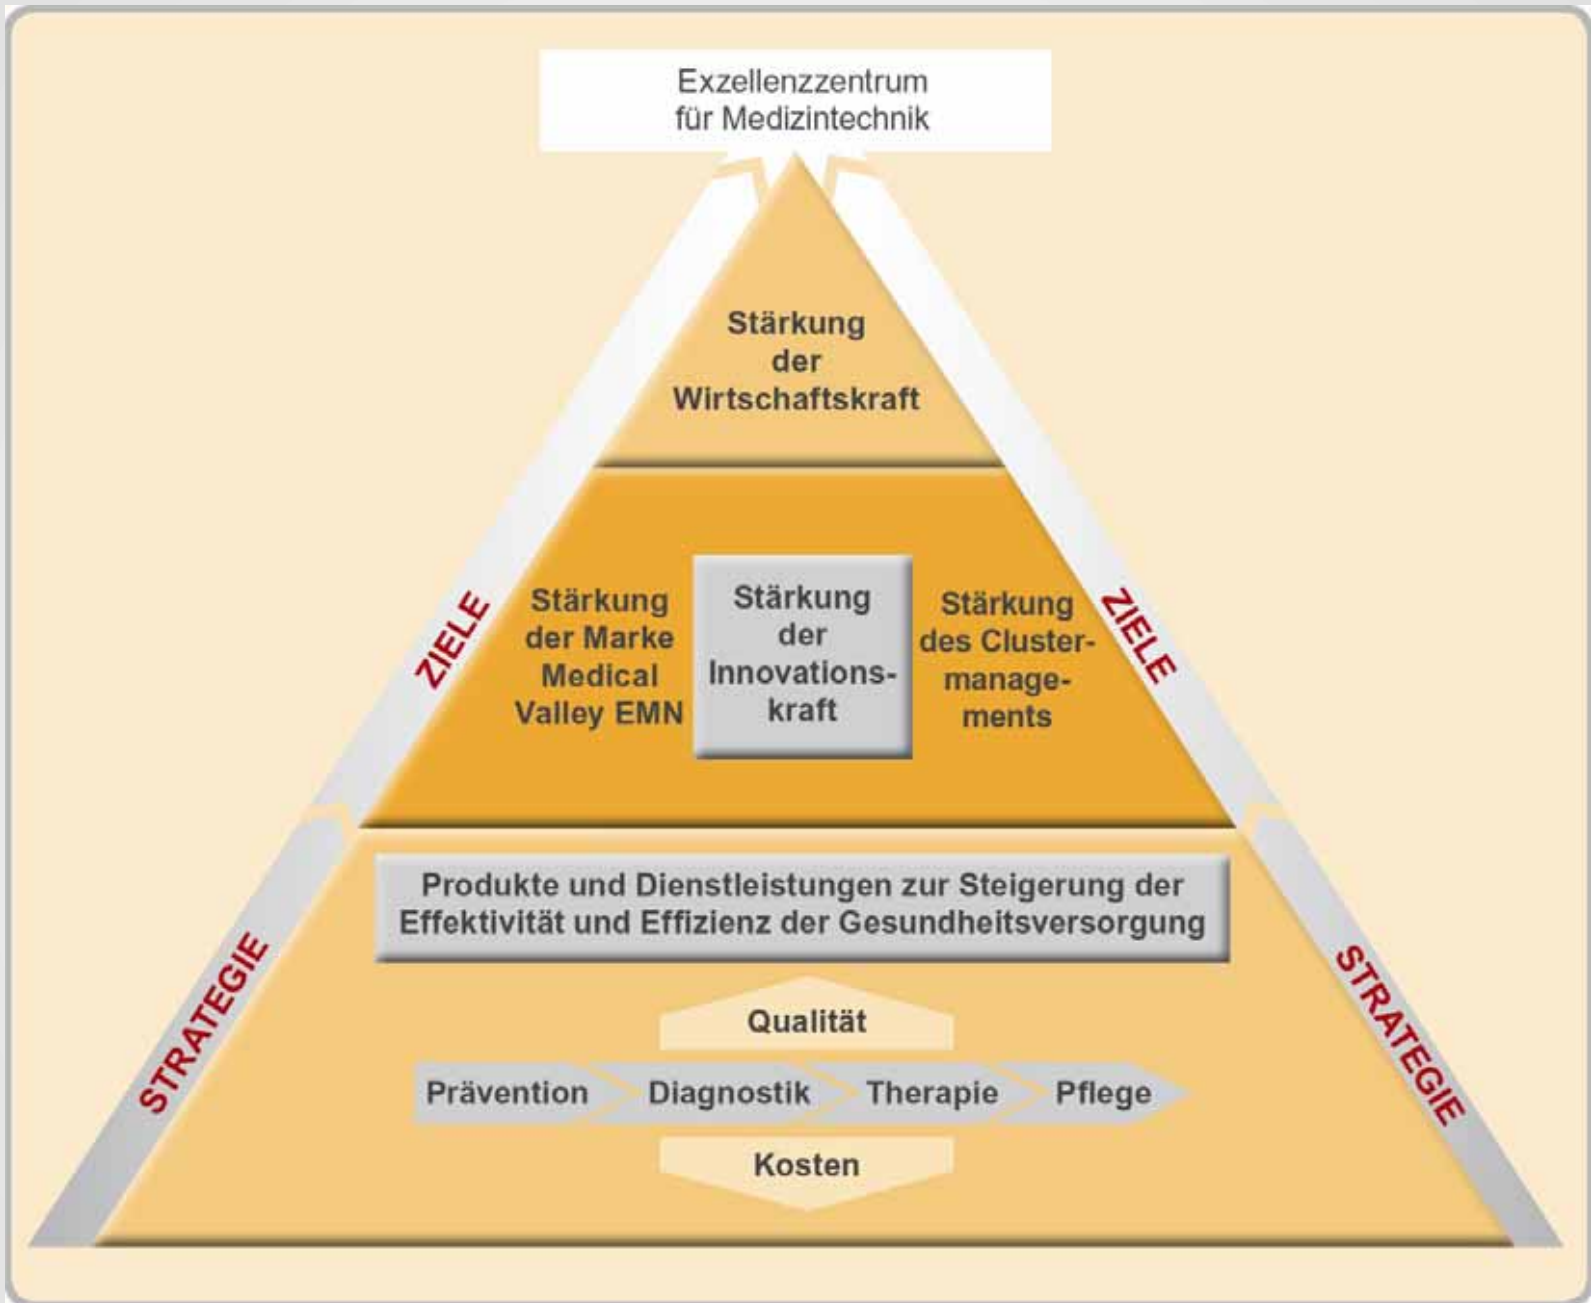 Exzellenzzentrum
für Medizintechnik
Stärkung
der
Wirtschaftskraft
ZIELE
ZIELE
Stärkung
der Marke
Medical
Valley EMN
Stärkung
der
Innovations-
kraft
Stärkung
des Cluster-
manage-
ments
STRATEGIE
STRATEGIE
Produkte und Dienstleistungen zur Steigerung der
Effektivität und Effizienz der Gesundheitsversorgung
Qualität
Prävention Diagnostik Therapie Pflege
Kosten